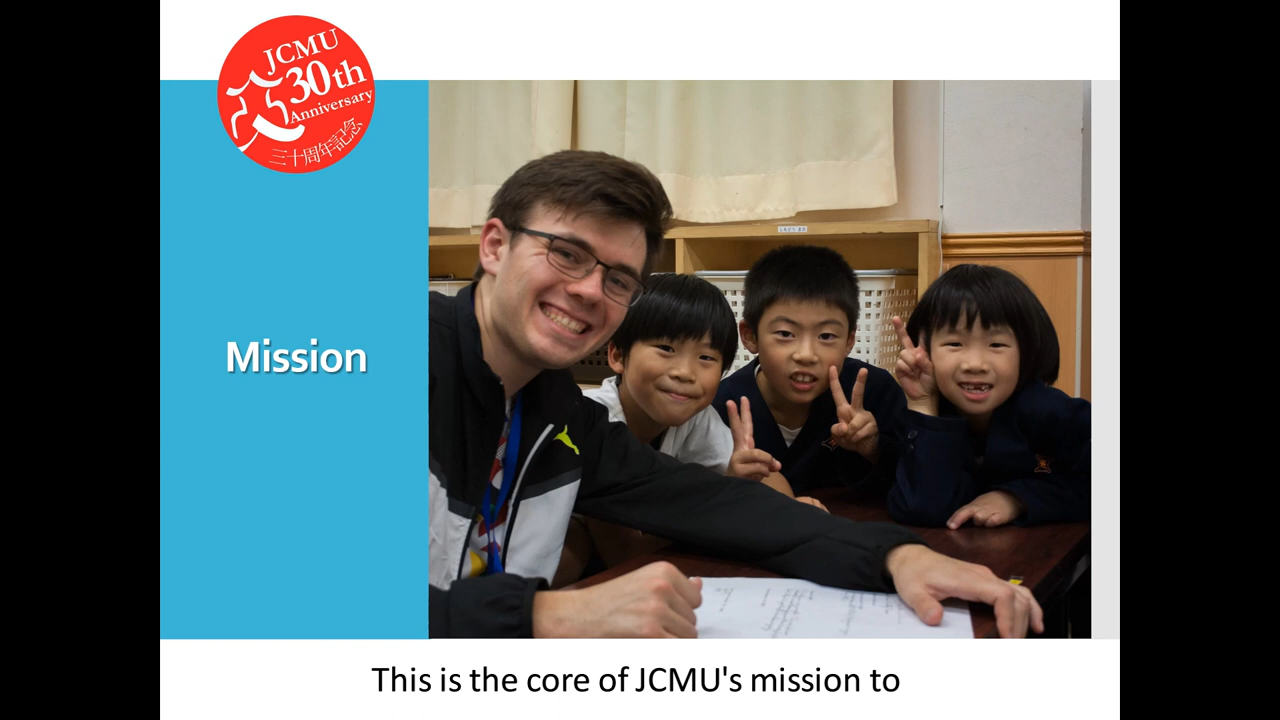 JCMU
30th
Anniversary
三十周年記念
Mission
This is the core of JCMU's mission to